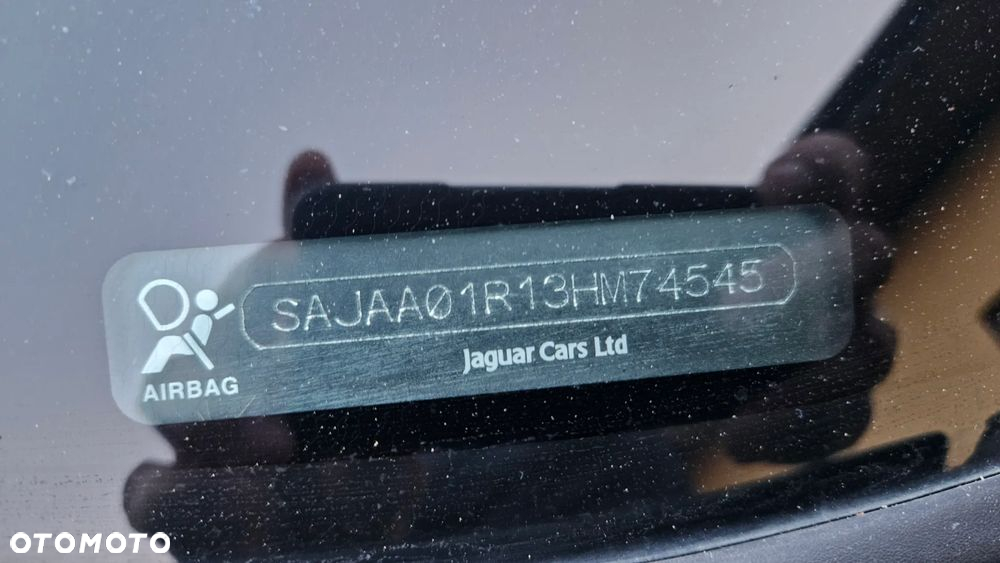 SAJAA01R13HM74545
Jaguar Cars Ltd
AIRBAG
OTOMOTO